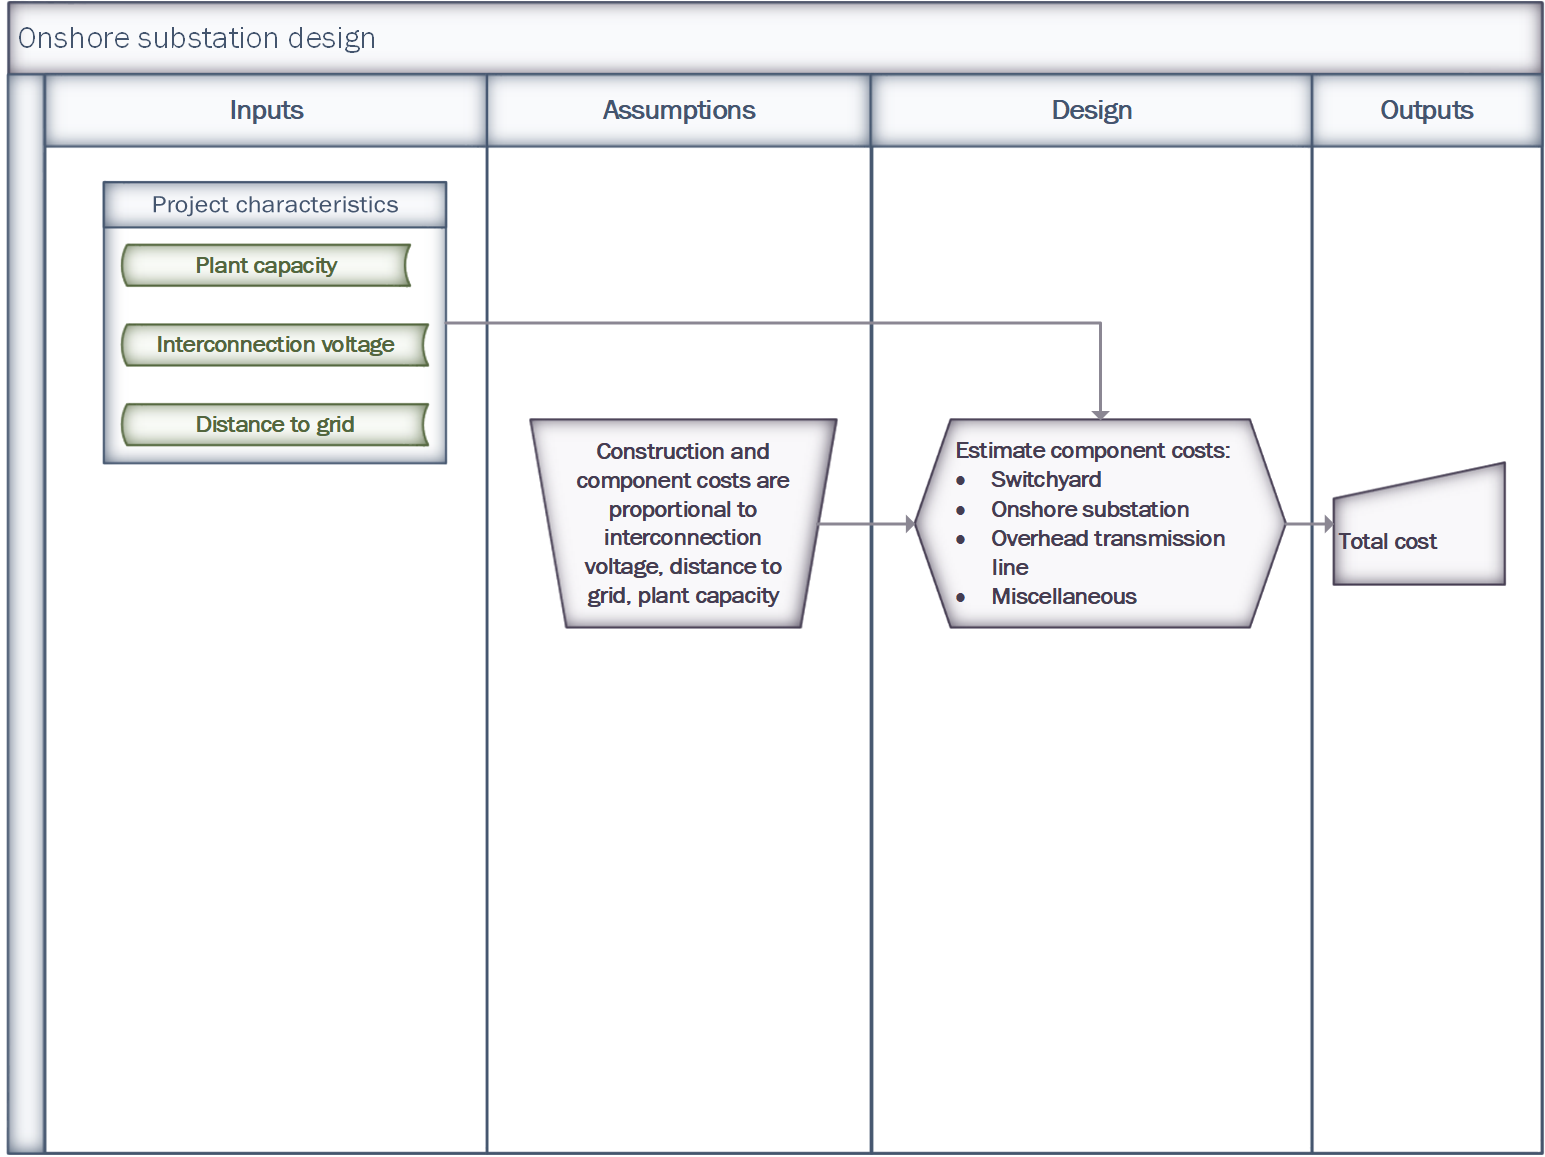 Onshore substation design
Inputs
Assumptions
Design
Outputs
Project characteristics
Plant capacity
Interconnection voltage
Distance to grid
Construction and
component costs are
proportional to
interconnection
voltage, distance to
grid, plant capacity
Estimate component costs:
• Switchyard
• Onshore substation
• Overhead transmission
line
• Miscellaneous
Total cost